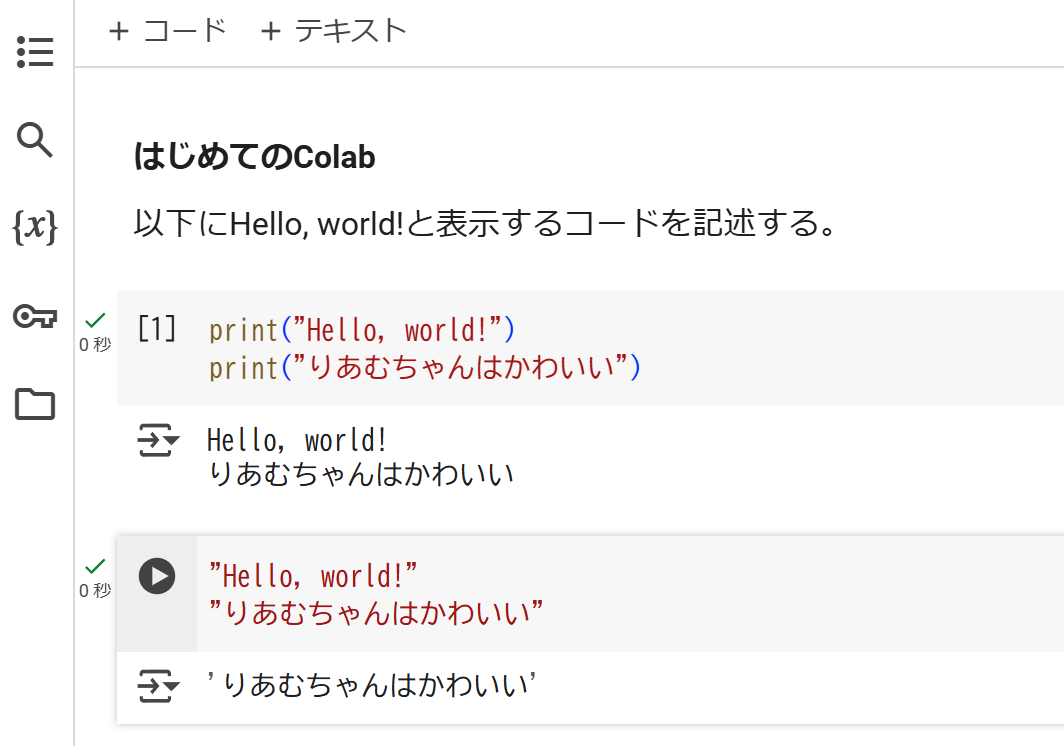 + コード + テキスト
はじめてのColab
以下にHello, world!と表示するコードを記述する。
{x}
0 秒
[1] print("Hello, world!")
print("りあむちゃんはかわいい")
Hello, world!
りあむちゃんはかわいい
0 秒
"Hello, world!"
"りあむちゃんはかわいい"
'りあむちゃんはかわいい'